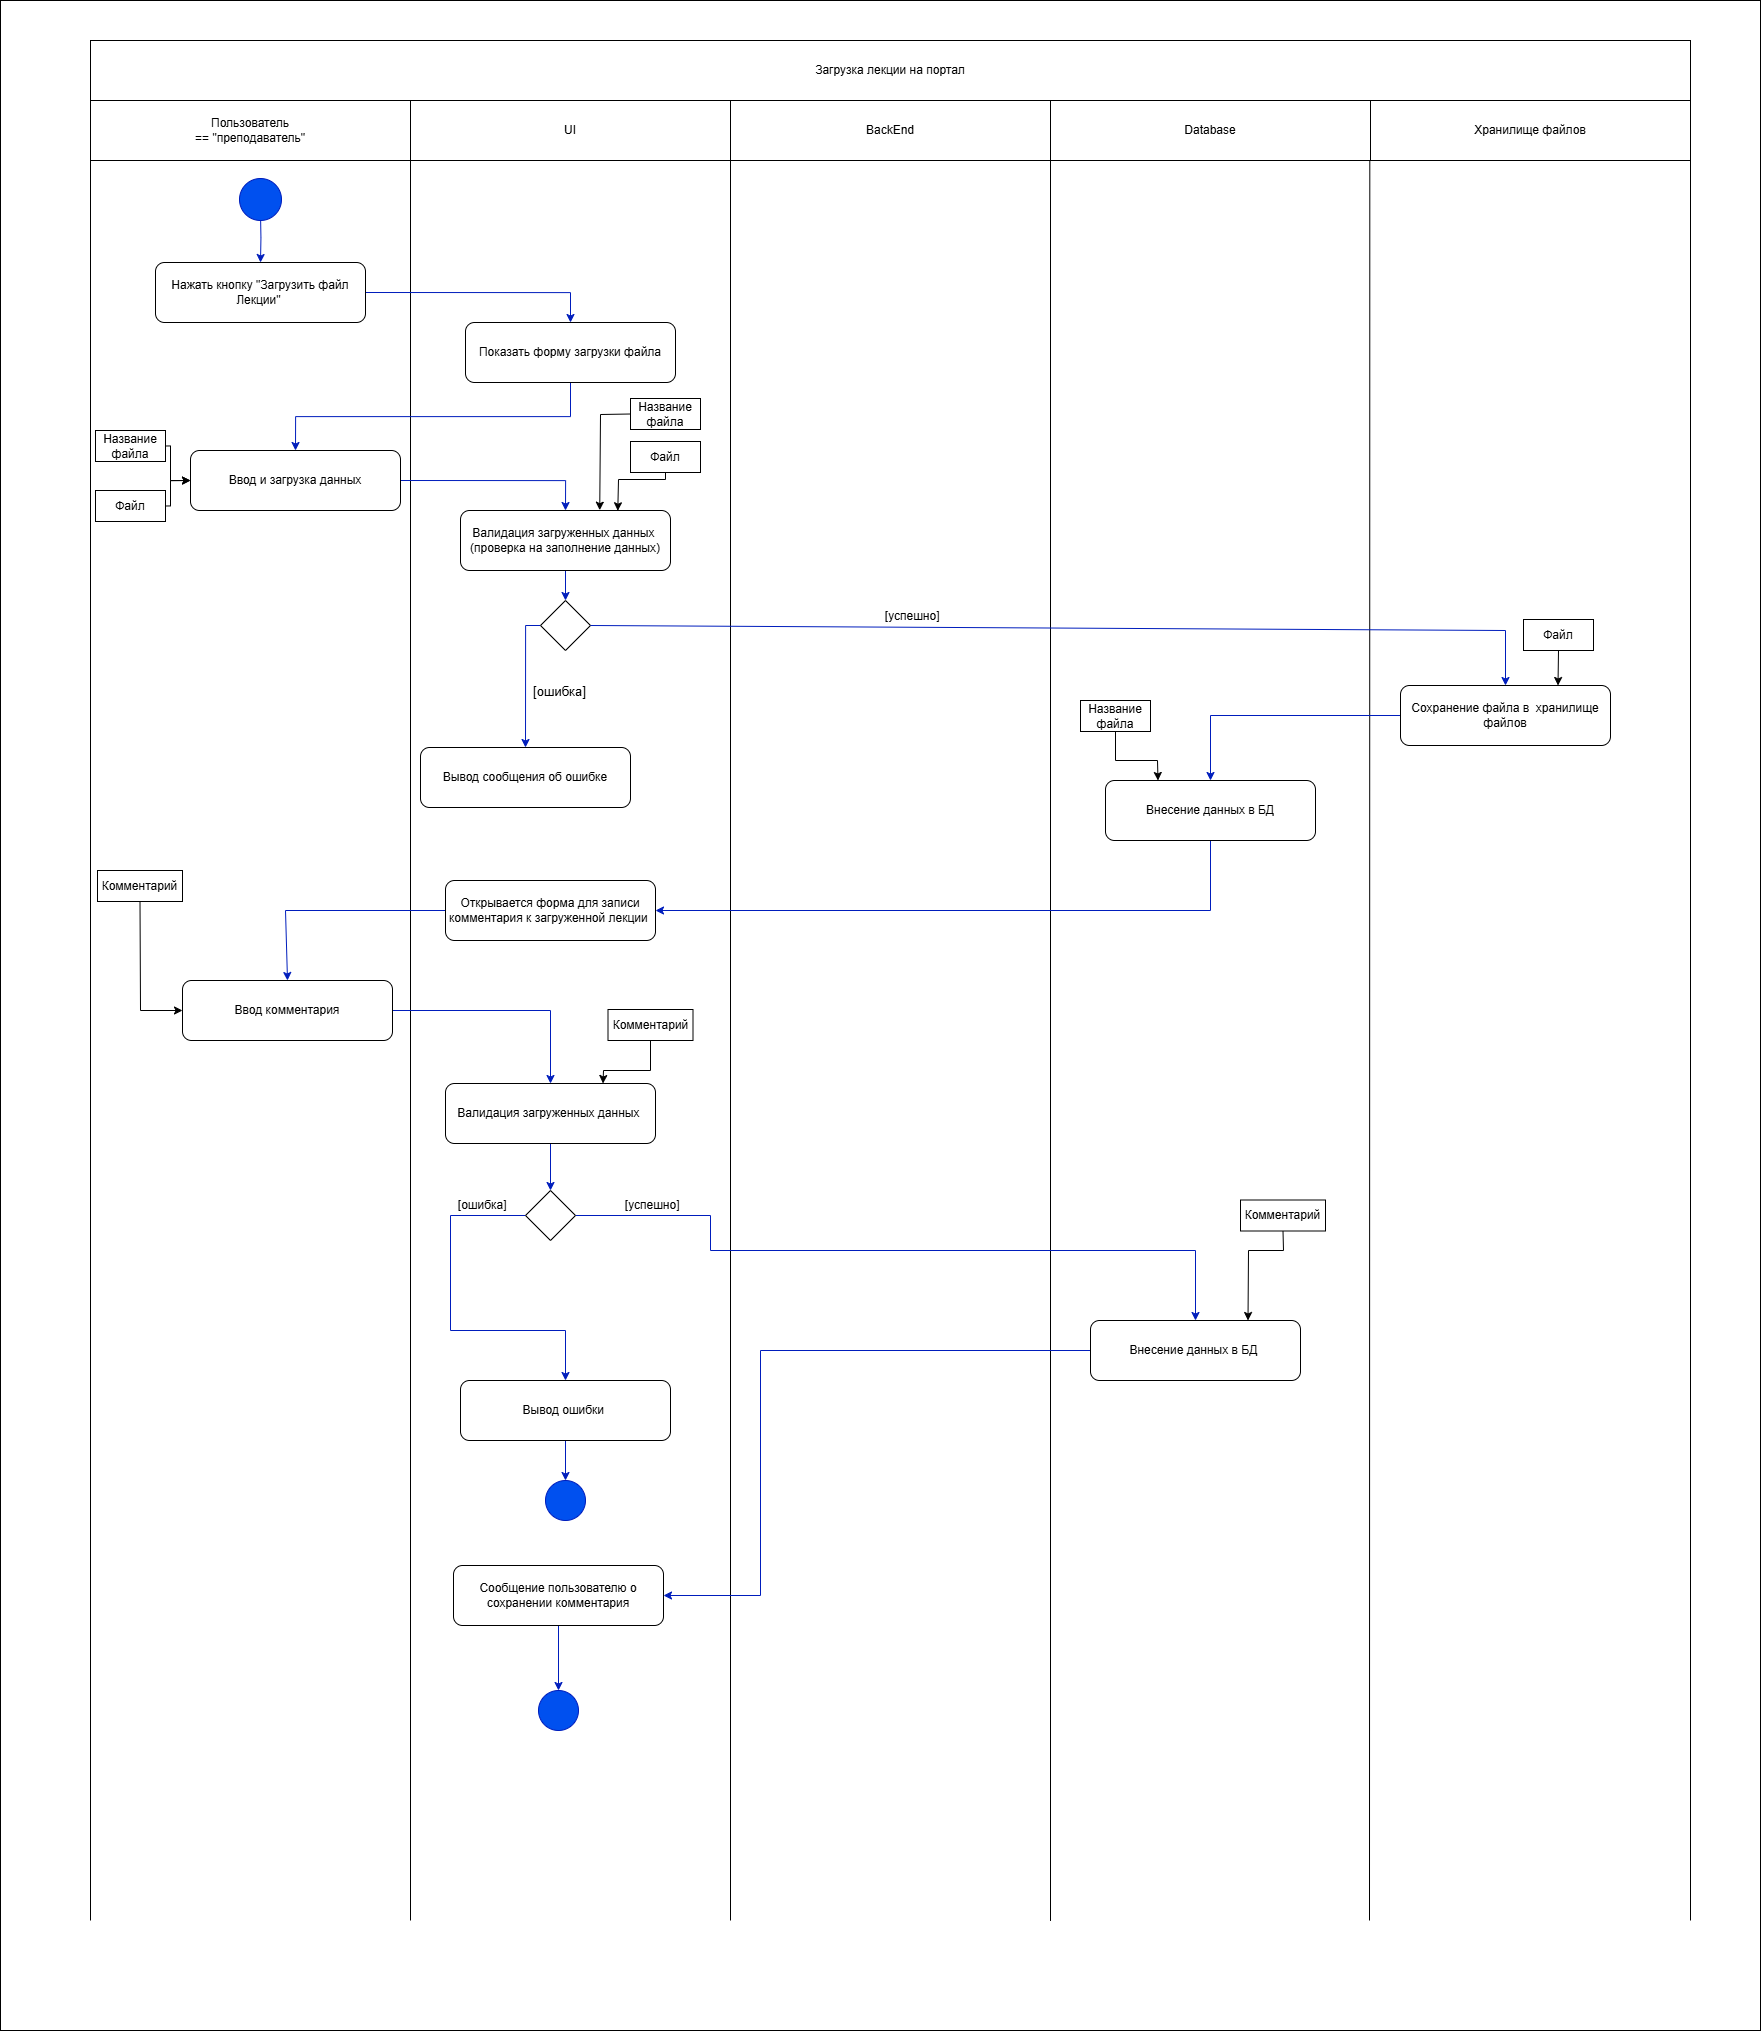 Загрузка лекции на портал
Пользователь
== "преподаватель"
UI
BackEnd
Database
Хранилище файлов
Нажать кнопку "Загрузить файл
Лекции"
Показать форму загрузки файла
Название
файла
Файл
Название
файла
Файл
Ввод и загрузка данных
Валидация загруженных данных
(проверка на заполнение данных)
[успешно]
[ошибка]
Файл
Сохранение файла в хранилище
файлов
Название
файла
Вывод сообщения об ошибке
Внесение данных в БД
Комментарий
Открывается форма для записи
комментария к загруженной лекции
Ввод комментария
Комментарий
Валидация загруженных данных
[ошибка]
[успешно]
Комментарий
Внесение данных в БД
Вывод ошибки
Сообщение пользователю о
сохранении комментария